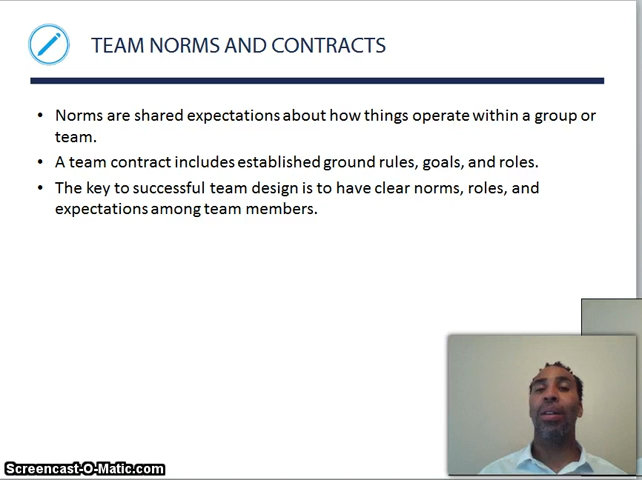 TEAM NORMS AND CONTRACTS
• Norms are shared expectations about how things operate within a group or
team.
• A team contract includes established ground rules, goals, and roles.
• The key to successful team design is to have clear norms, roles, and
expectations among team members.
Screencast-O-Matic.com